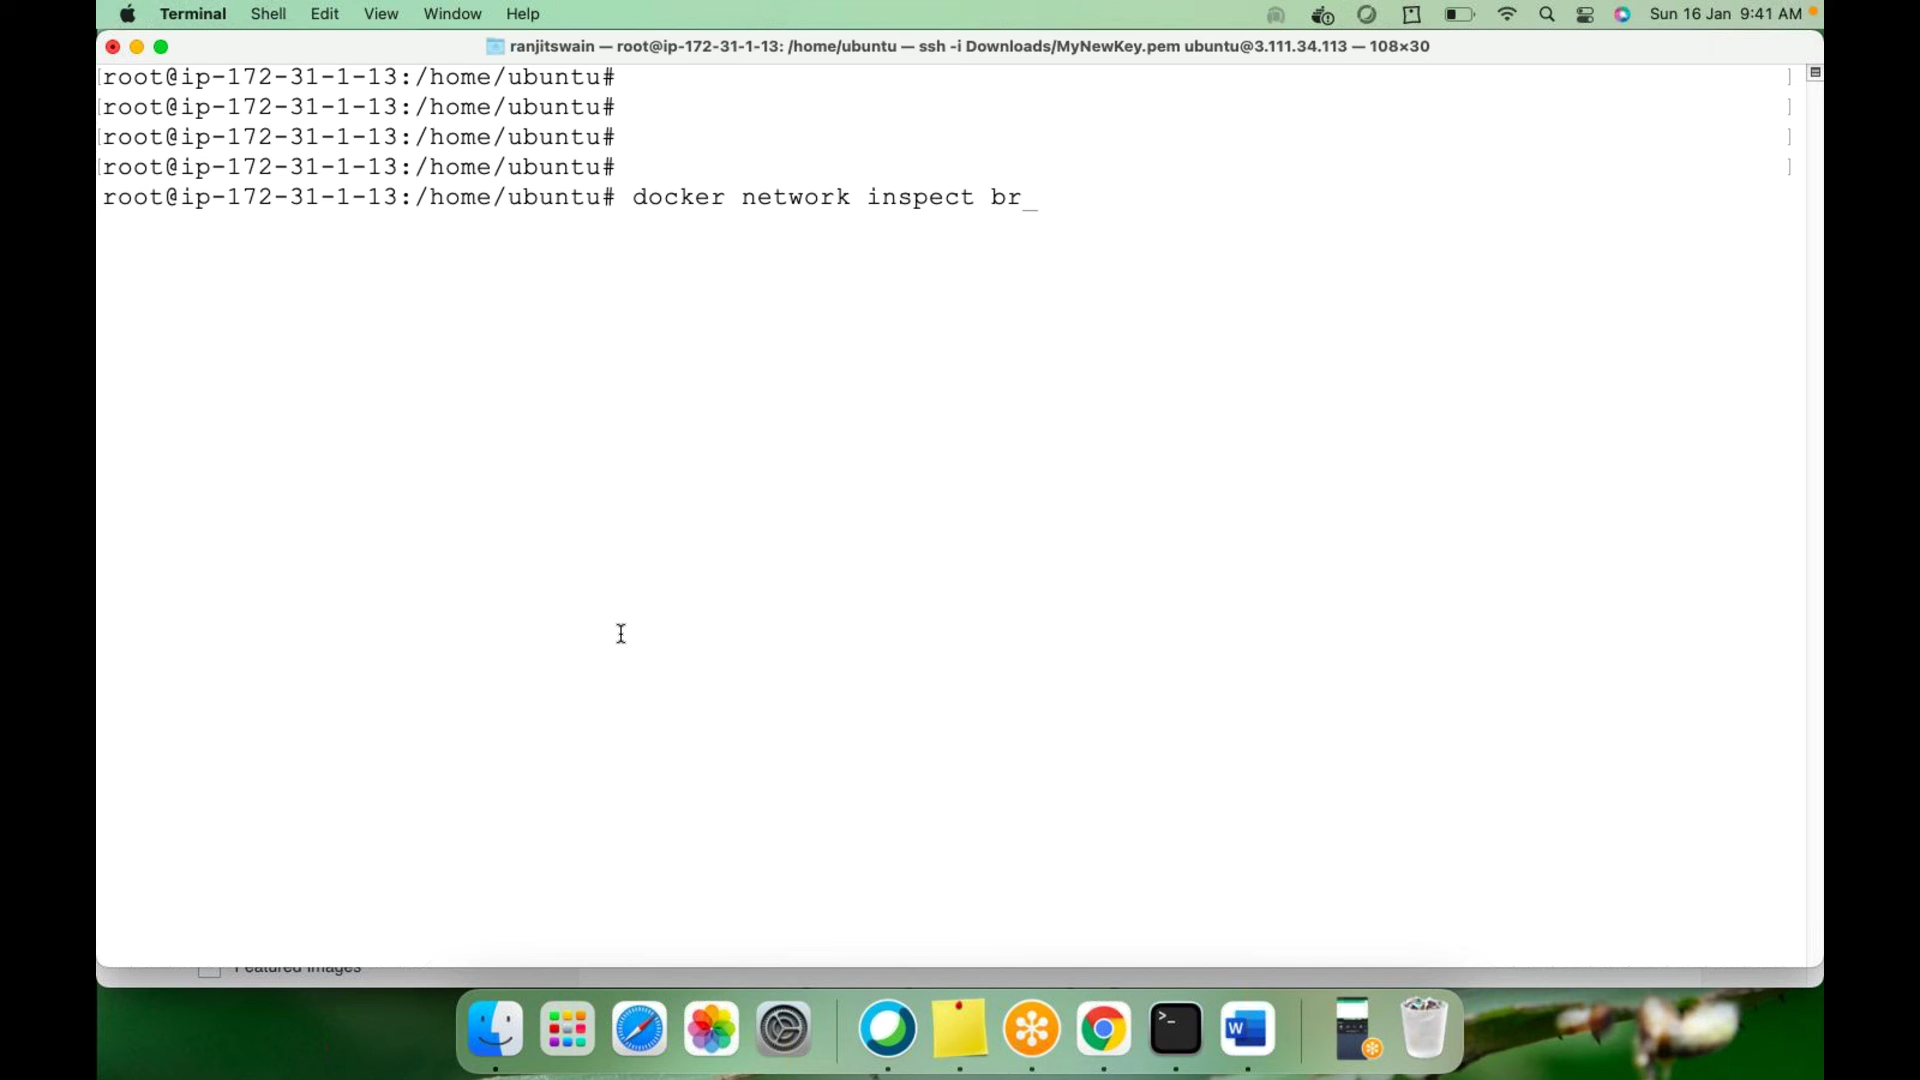 Terminal Shell Edit View Window Help Sun 16 Jan 9:41 AM
ranjitswain — root@ip-172-31-1-13: /home/ubuntu — ssh -i Downloads/MyNewKey.pem ubuntu@3.111.34.113 — 108×30
[root@ip-172-31-1-13:/home/ubuntu# ]
[root@ip-172-31-1-13:/home/ubuntu# ]
[root@ip-172-31-1-13:/home/ubuntu# ]
[root@ip-172-31-1-13:/home/ubuntu# ]
root@ip-172-31-1-13:/home/ubuntu# docker network inspect br_
Featured Images
>_
W